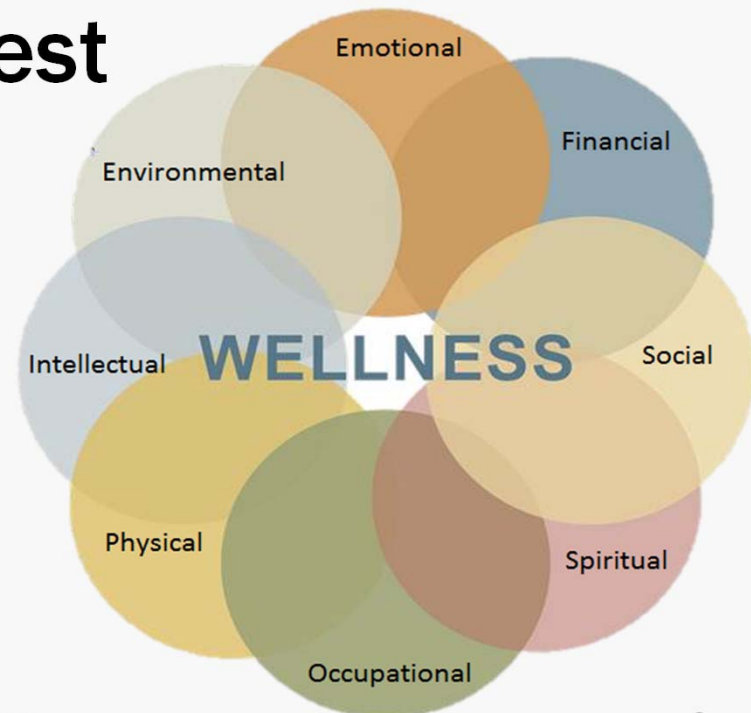 est
Emotional
Financial
Environmental
Intellectual
WELLNESS
Social
Physical
Spiritual
Occupational